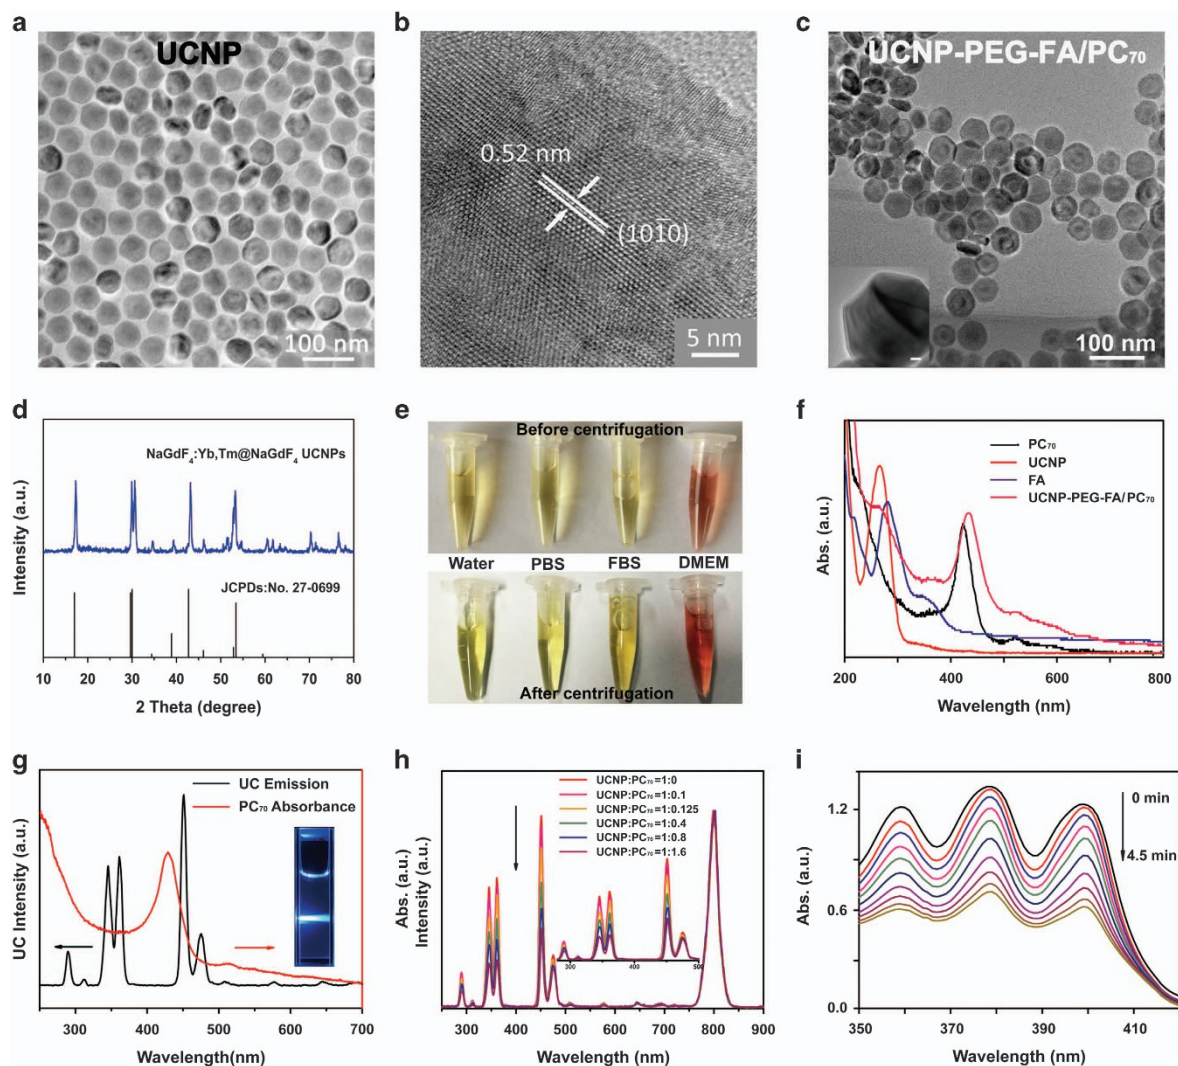 a
UCNP
100 nm
b
0.52 nm
(101̄0)
5 nm
c
UCNP-PEG-FA/PC₇₀
100 nm
d
Intensity (a.u.)
NaGdF₄:Yb,Tm@NaGdF₄ UCNPs
JCPDs:No. 27-0699
10 20 30 40 50 60 70 80
2 Theta (degree)
e
Before centrifugation
Water PBS FBS DMEM
After centrifugation
f
Abs. (a.u.)
PC₇₀
UCNP
FA
UCNP-PEG-FA/PC₇₀
200 400 600 800
Wavelength (nm)
g
UC Intensity (a.u.)
UC Emission
PC₇₀ Absorbance
300 400 500 600 700
Wavelength(nm)
h
Abs. (a.u.)
Intensity (a.u.)
UCNP:PC₇₀=1:0
UCNP:PC₇₀=1:0.1
UCNP:PC₇₀=1:0.125
UCNP:PC₇₀=1:0.4
UCNP:PC₇₀=1:0.8
UCNP:PC₇₀=1:1.6
300 350 400 450 500
300 400 500 600 700 800 900
Wavelength (nm)
i
Abs. (a.u.)
1.2
0.6
0.0
0 min
4.5 min
350 370 390 410
Wavelength (nm)